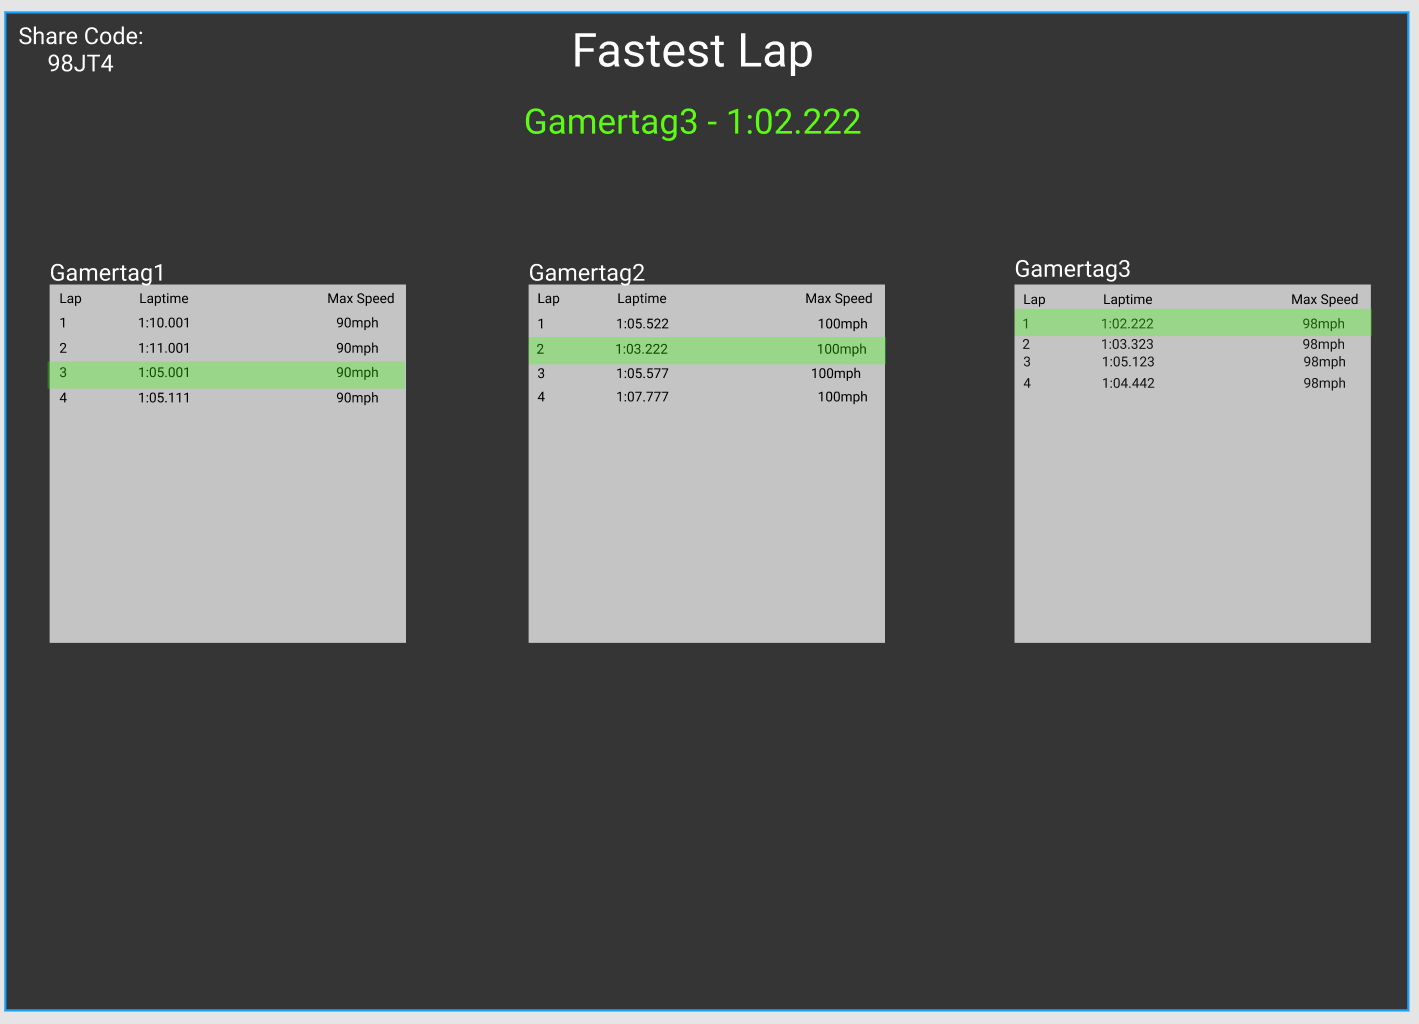 Share Code:
98JT4
Fastest Lap
Gamertag3 - 1:02.222
Gamertag1
Lap Laptime Max Speed
1 1:10.001 90mph
2 1:11.001 90mph
3 1:05.001 90mph
4 1:05.111 90mph
Gamertag2
Lap Laptime Max Speed
1 1:05.522 100mph
2 1:03.222 100mph
3 1:05.577 100mph
4 1:07.777 100mph
Gamertag3
Lap Laptime Max Speed
1 1:02.222 98mph
2 1:03.323 98mph
3 1:05.123 98mph
4 1:04.442 98mph